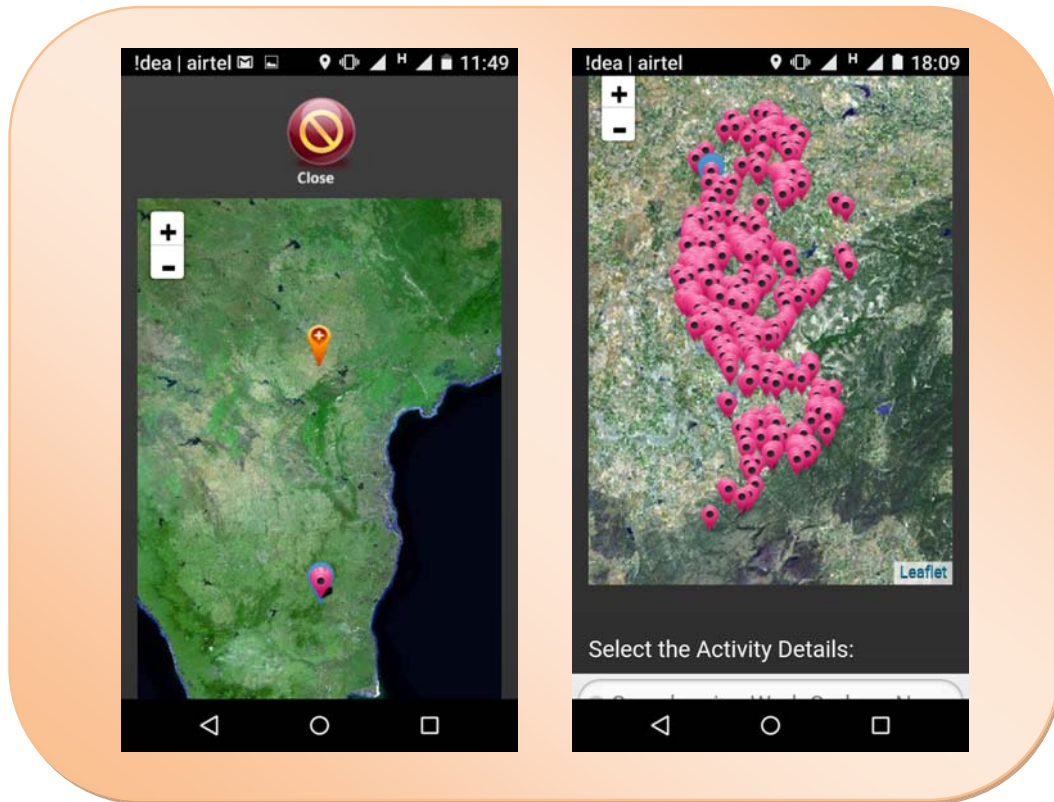 !dea | airtel
H
11:49
Close
+
-
!dea | airtel
H
18:09
+
-
Leaflet
Select the Activity Details: